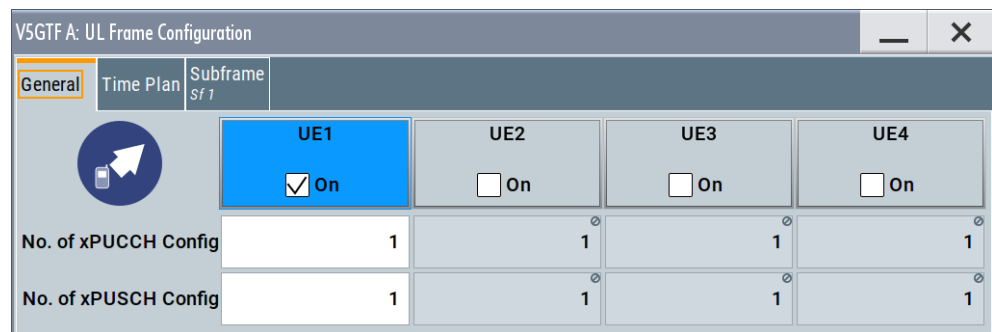 V5GTF A: UL Frame Configuration
General Time Plan Subframe
Sf 1
UE1 UE2 UE3 UE4
On On On On
No. of xPUCCH Config 1 1 1 1
No. of xPUSCH Config 1 1 1 1